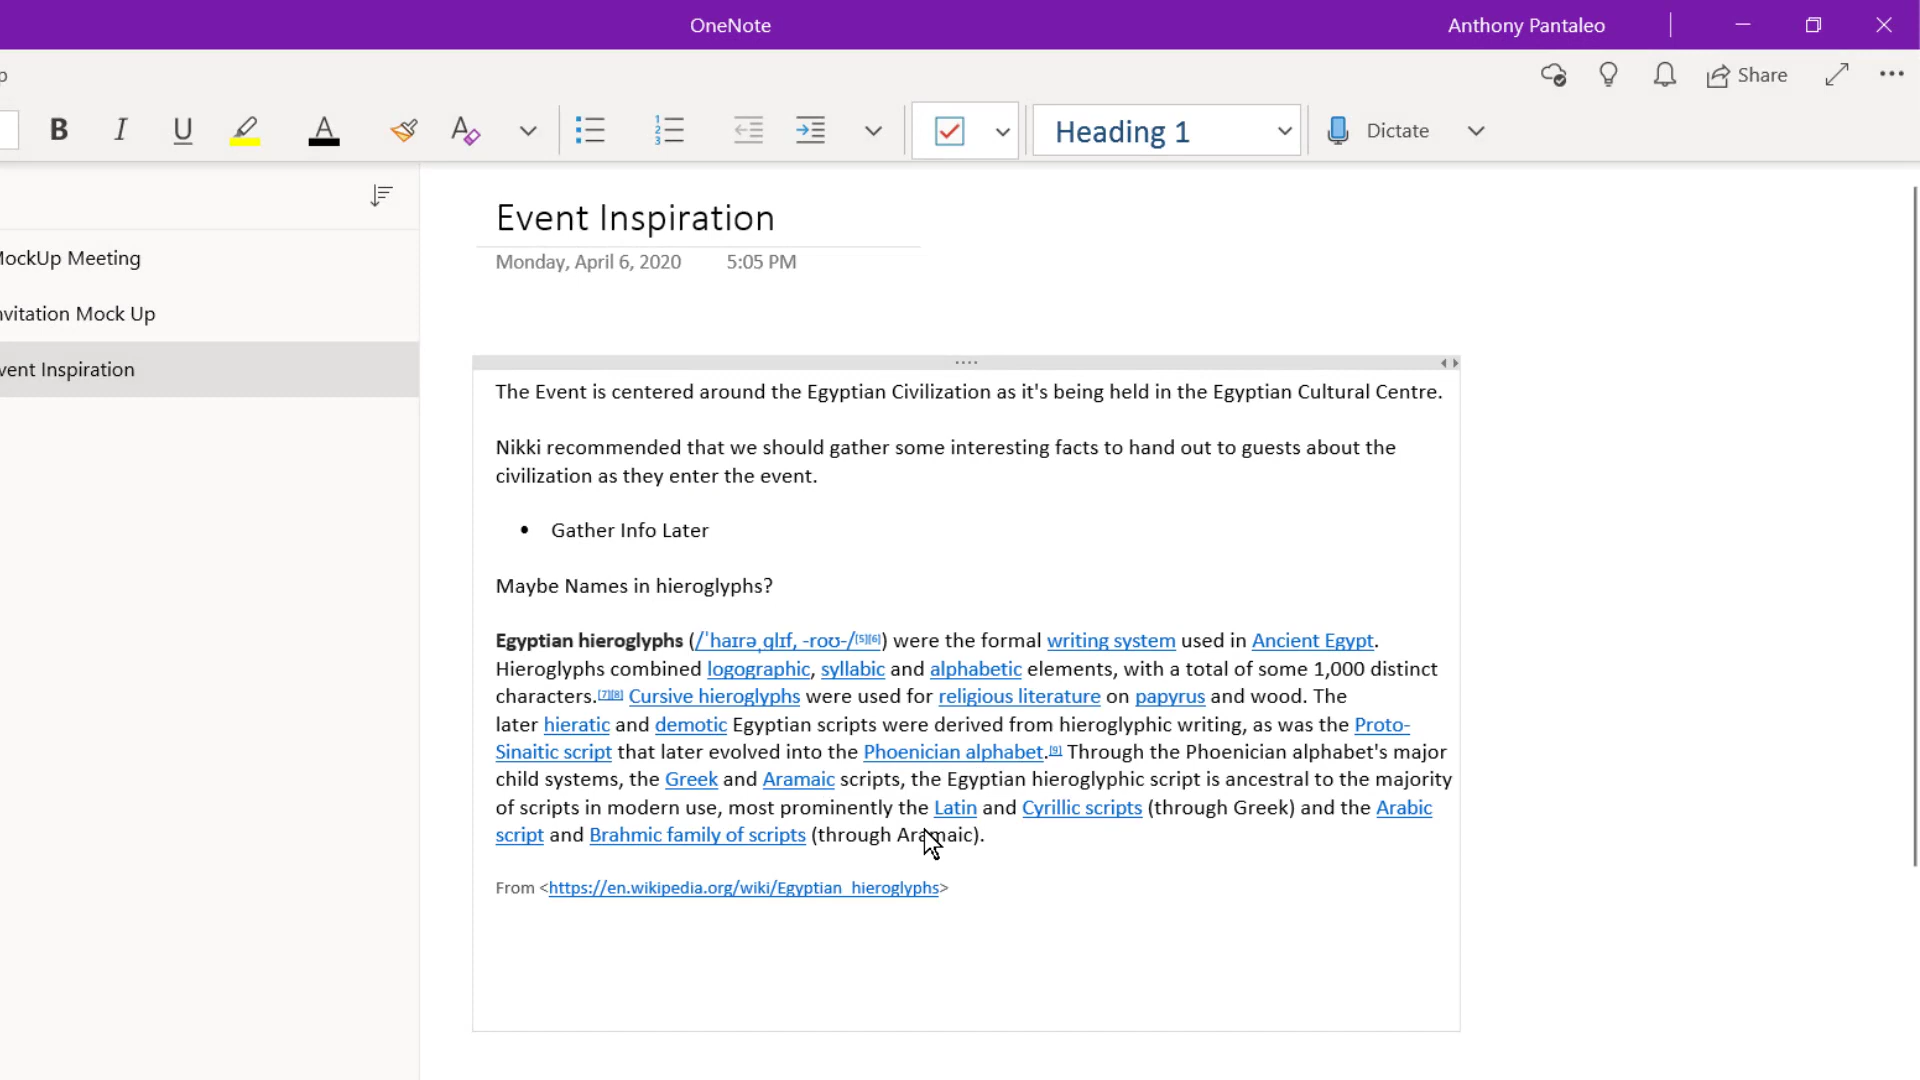 OneNote
Anthony Pantaleo
p
Share
B I U A A
Heading 1
Dictate
Event Inspiration
Monday, April 6, 2020 5:05 PM
MockUp Meeting
nvitation Mock Up
vent Inspiration
The Event is centered around the Egyptian Civilization as it's being held in the Egyptian Cultural Centre.
Nikki recommended that we should gather some interesting facts to hand out to guests about the
civilization as they enter the event.
• Gather Info Later
Maybe Names in hieroglyphs?
Egyptian hieroglyphs (/ˈhaɪrəˌɡlɪf, -roʊ-/[5][6]) were the formal writing system used in Ancient Egypt.
Hieroglyphs combined logographic, syllabic and alphabetic elements, with a total of some 1,000 distinct
characters.[7][8] Cursive hieroglyphs were used for religious literature on papyrus and wood. The
later hieratic and demotic Egyptian scripts were derived from hieroglyphic writing, as was the Proto-
Sinaitic script that later evolved into the Phoenician alphabet.[9] Through the Phoenician alphabet's major
child systems, the Greek and Aramaic scripts, the Egyptian hieroglyphic script is ancestral to the majority
of scripts in modern use, most prominently the Latin and Cyrillic scripts (through Greek) and the Arabic
script and Brahmic family of scripts (through Aramaic).
From <https://en.wikipedia.org/wiki/Egyptian_hieroglyphs>